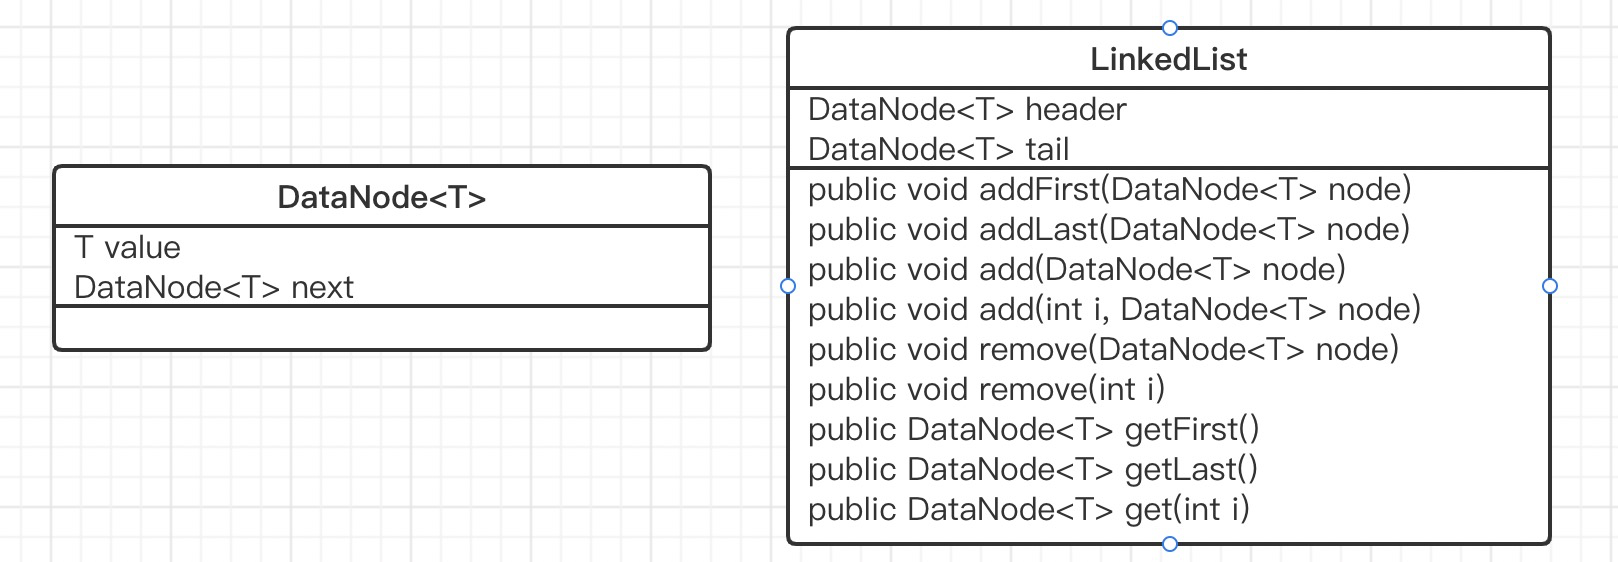 DataNode<T>
T value
DataNode<T> next
LinkedList
DataNode<T> header
DataNode<T> tail
public void addFirst(DataNode<T> node)
public void addLast(DataNode<T> node)
public void add(DataNode<T> node)
public void add(int i, DataNode<T> node)
public void remove(DataNode<T> node)
public void remove(int i)
public DataNode<T> getFirst()
public DataNode<T> getLast()
public DataNode<T> get(int i)